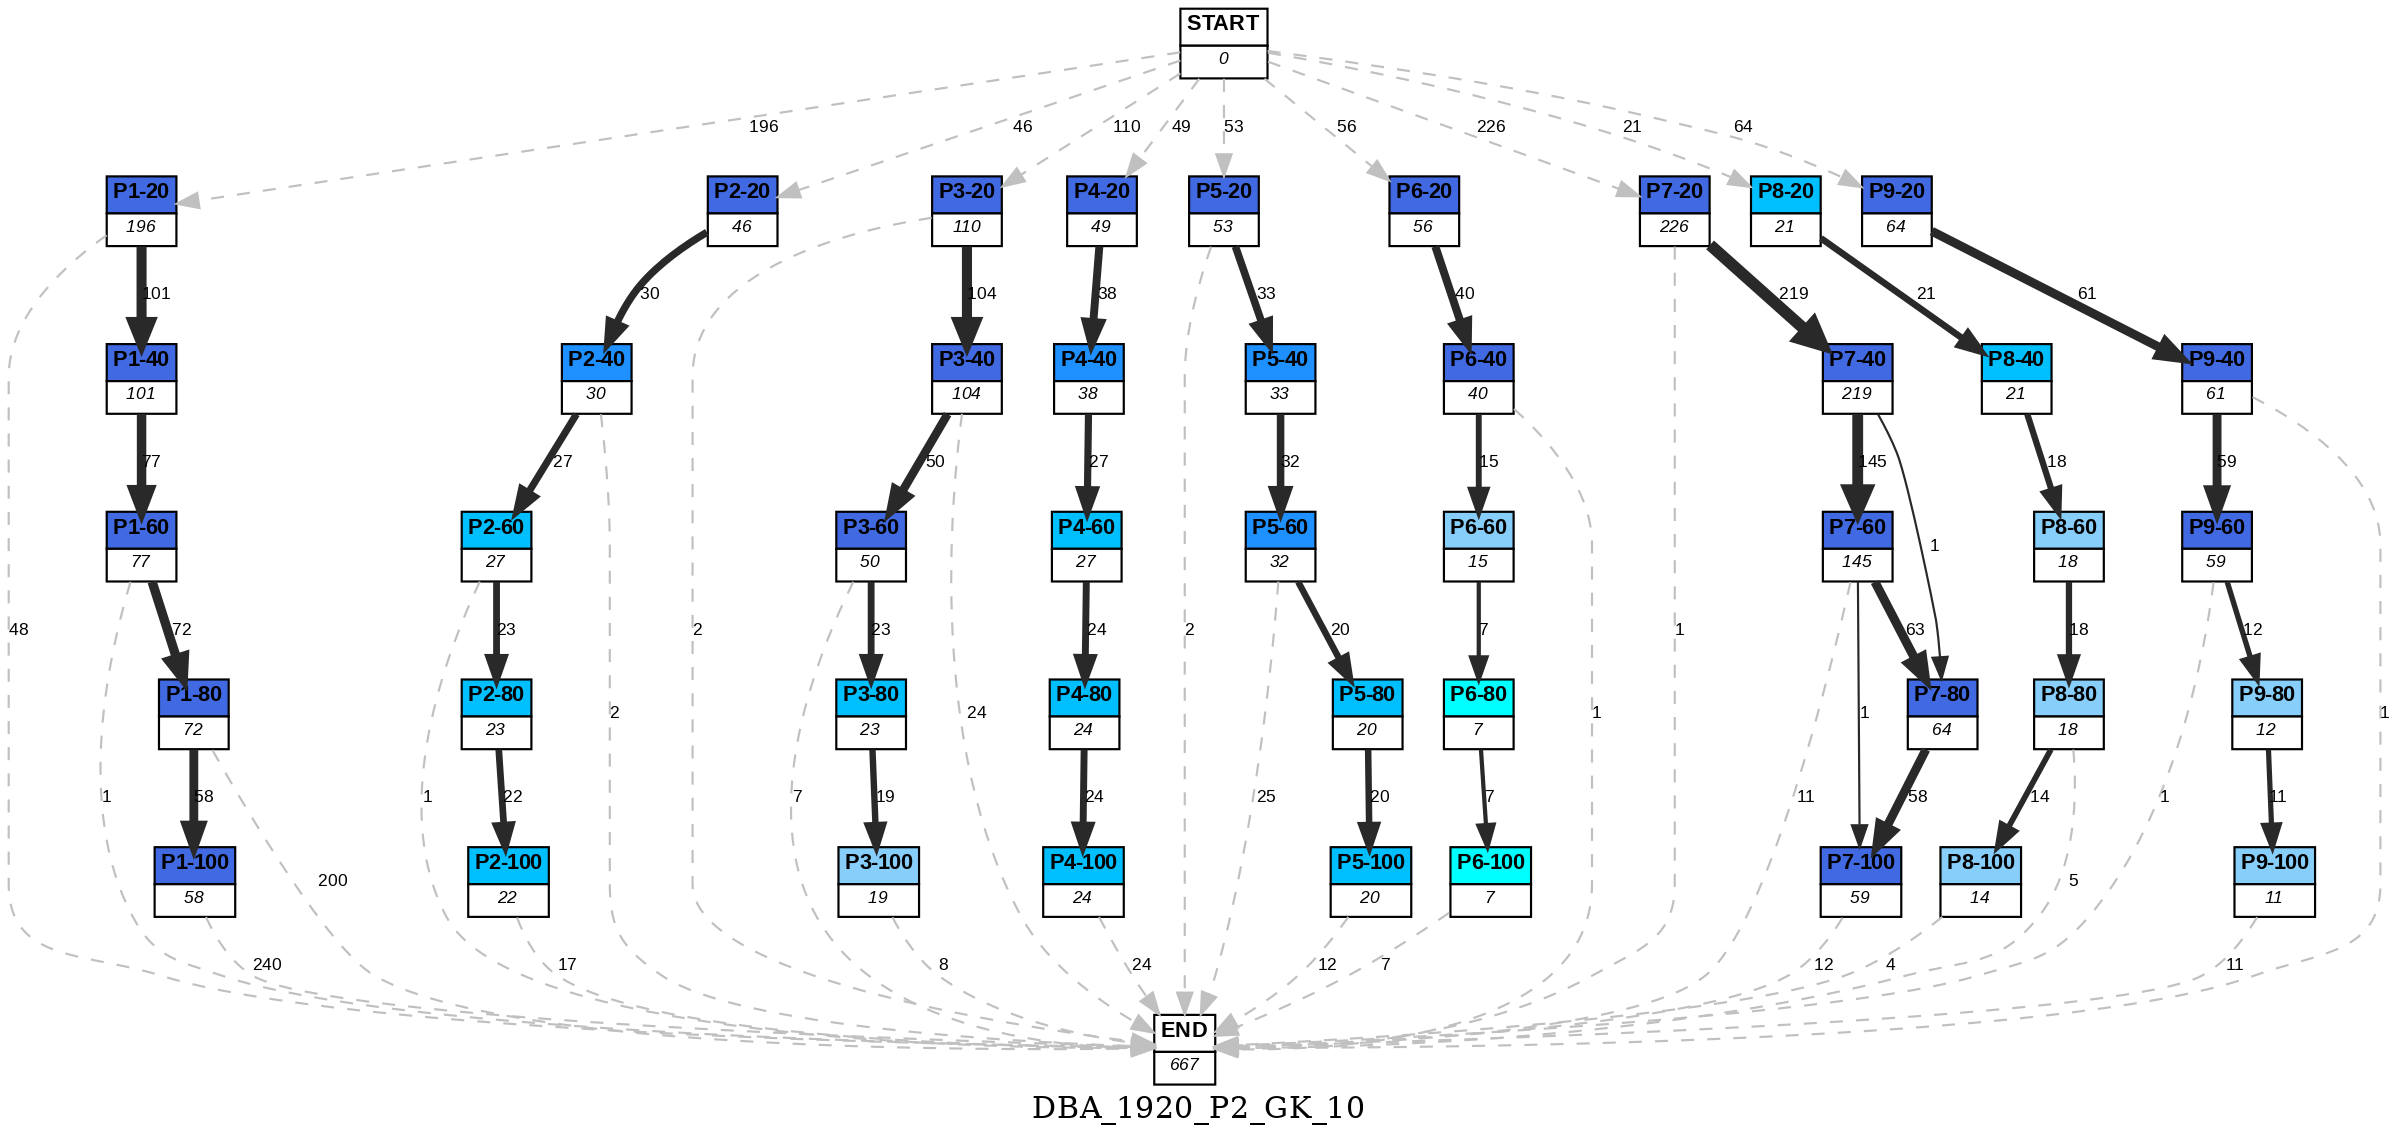 START
0
196
46
110
49
53
56
226
21
64
P1-20
196
P2-20
46
P3-20
110
P4-20
49
P5-20
53
P6-20
56
P7-20
226
P8-20
21
P9-20
64
101
30
104
38
33
40
219
21
61
P1-40
101
P2-40
30
P3-40
104
P4-40
38
P5-40
33
P6-40
40
P7-40
219
P8-40
21
P9-40
61
77
27
50
27
32
15
145
18
59
P1-60
77
P2-60
27
P3-60
50
P4-60
27
P5-60
32
P6-60
15
P7-60
145
P8-60
18
P9-60
59
1
48
72
23
2
2
23
24
2
20
7
1
63
18
12
P1-80
72
P2-80
23
P3-80
23
P4-80
24
P5-80
20
P6-80
7
P7-80
64
P8-80
18
P9-80
12
24
1
1
1
1
58
1
22
7
19
24
25
20
7
11
58
14
1
11
P1-100
58
P2-100
22
P3-100
19
P4-100
24
P5-100
20
P6-100
7
P7-100
59
P8-100
14
P9-100
11
200
5
240
17
8
24
12
7
12
4
11
END
667
DBA_1920_P2_GK_10